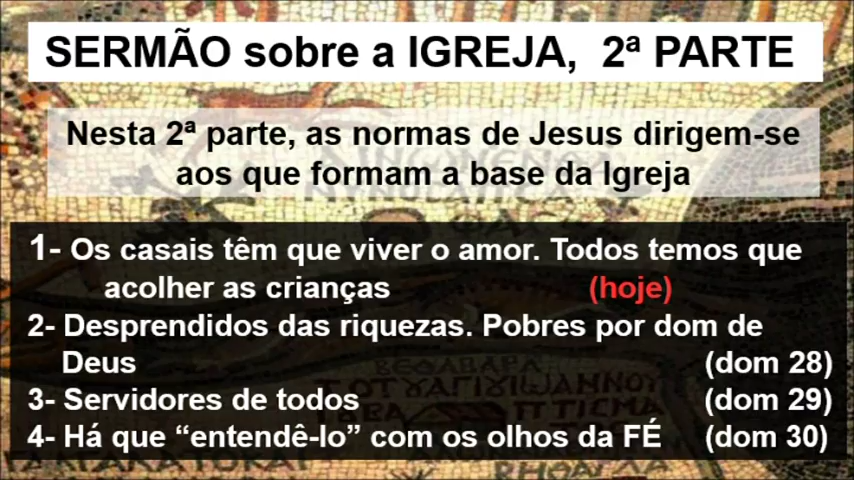 SERMÃO sobre a IGREJA, 2ª PARTE
Nesta 2ª parte, as normas de Jesus dirigem-se
aos que formam a base da Igreja
1- Os casais têm que viver o amor. Todos temos que
acolher as crianças (hoje)
2- Desprendidos das riquezas. Pobres por dom de
Deus (dom 28)
3- Servidores de todos (dom 29)
4- Há que “entendê-lo” com os olhos da FÉ (dom 30)
ΒΕΘΑΒΑΡΑ